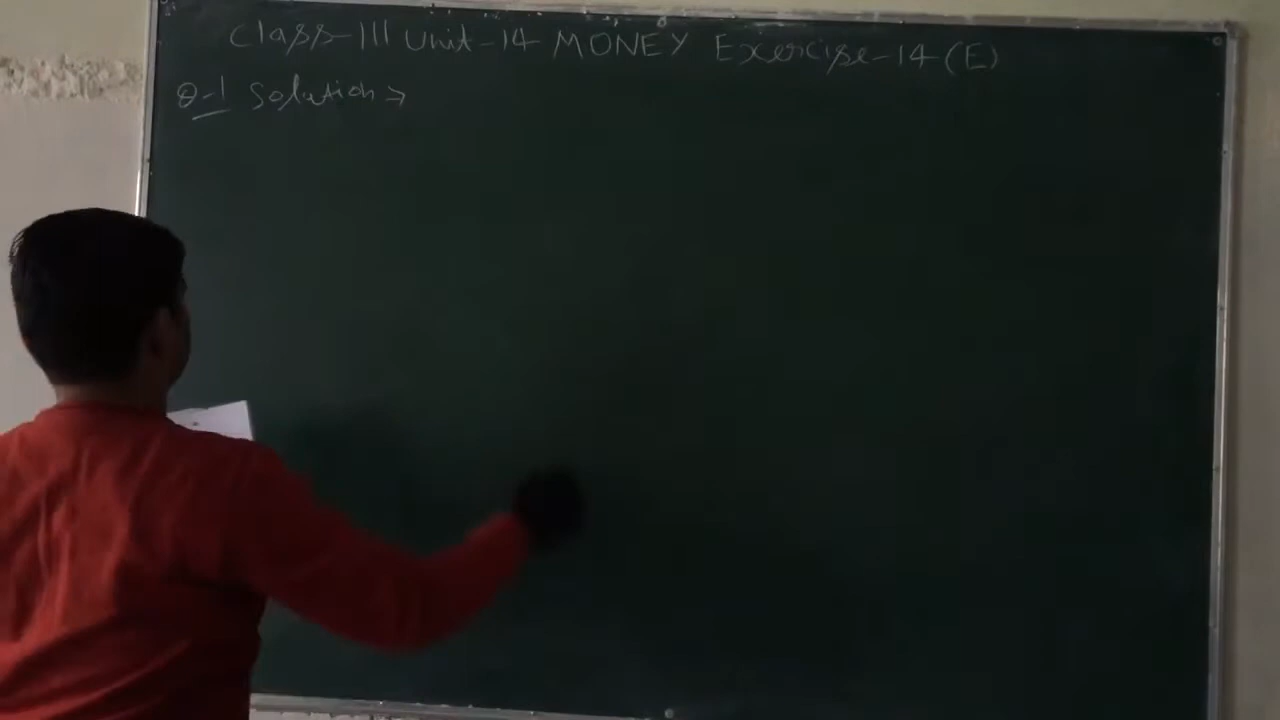 Class-III Unit-14 MONEY Exercise-14(E)
Q-1 Solution ⇒